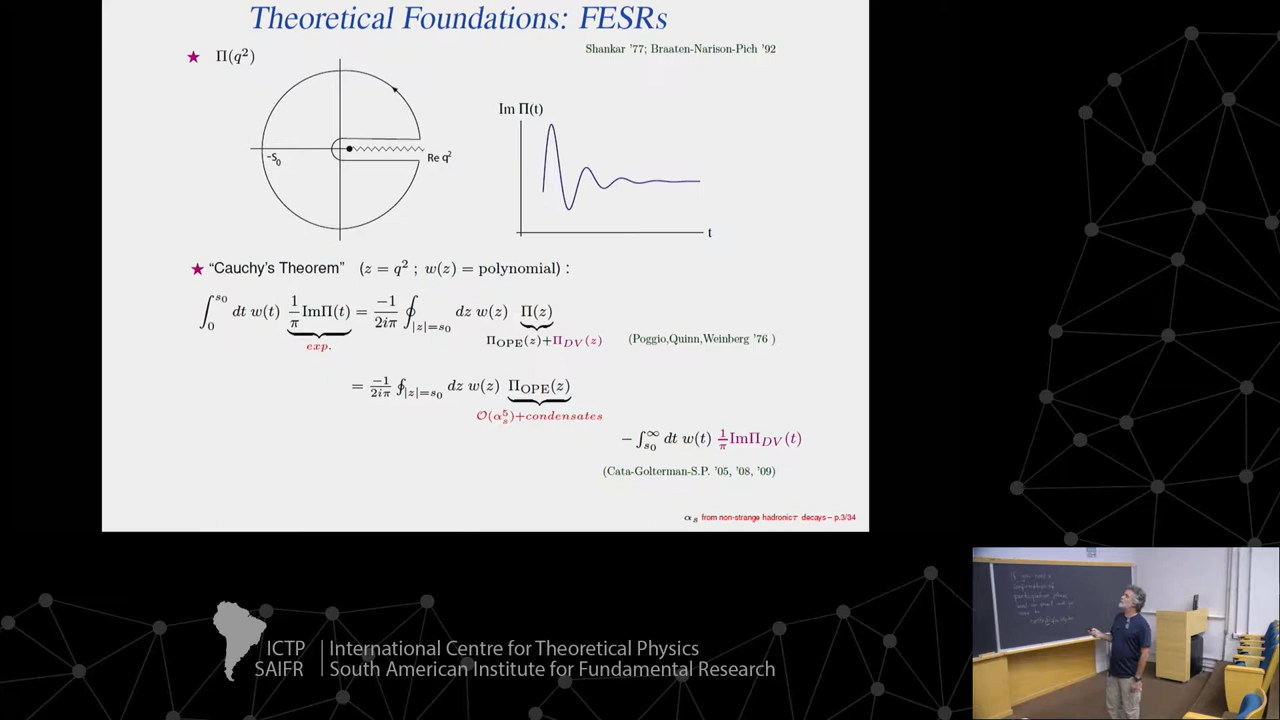 Theoretical Foundations: FESRs
Shankar '77; Braaten-Narison-Pich '92
★ Π(q²)
Im Π(t)
-S₀
Re q²
t
★ “Cauchy's Theorem” (z = q² ; w(z) = polynomial) :
∫₀^{s₀} dt w(t) 1/π ImΠ(t) = −1/2iπ ∮_{|z|=s₀} dz w(z) Π(z)
exp.
Π_OPE(z)+Π_DV(z)
(Poggio,Quinn,Weinberg '76 )
= −1/2iπ ∮_{|z|=s₀} dz w(z) Π_OPE(z)
O(α_s^5)+condensates
− ∫_{s₀}^∞ dt w(t) 1/π ImΠ_DV(t)
(Cata-Golterman-S.P. '05, '08, '09)
α_s from non-strange hadronicτ decays – p.3/34
ICTP
SAIFR
International Centre for Theoretical Physics
South American Institute for Fundamental Research